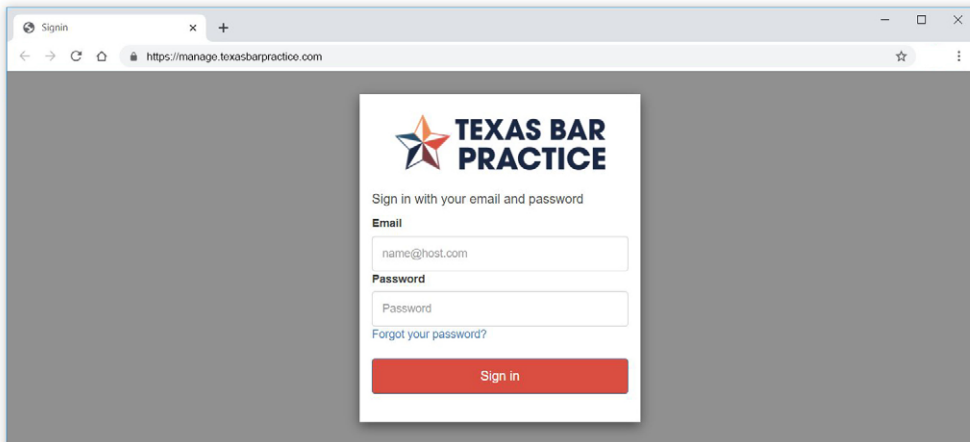 Signin
https://manage.texasbarpractice.com
TEXAS BAR
PRACTICE
Sign in with your email and password
Email
name@host.com
Password
Password
Forgot your password?
Sign in